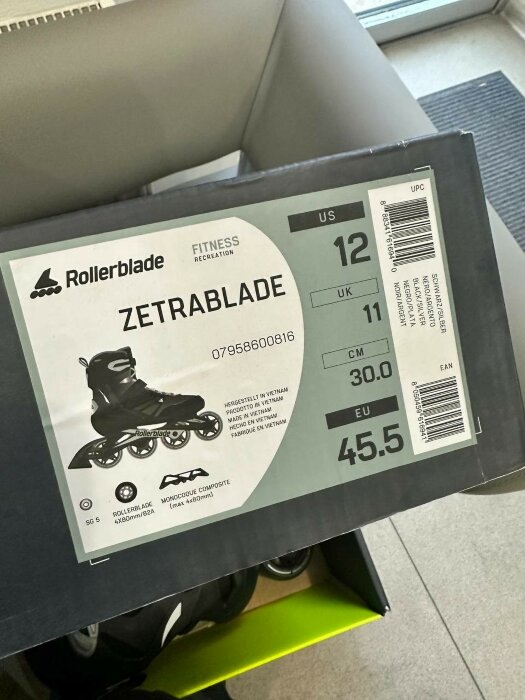 Rollerblade
FITNESS
RECREATION
ZETRABLADE
07958600816
HERGESTELLT IN VIETNAM
PRODOTTO IN VIETNAM
MADE IN VIETNAM
HECHO EN VIETNAM
FABRIQUÉ EN VIETNAM
Rollerblade
SG 5
ROLLERBLADE
4X80mm/82A
MONOCOQUE COMPOSITE
(max 4x80mm)
US
12
UK
11
CM
30.0
EU
45.5
UPC
SCHWARZ/SILBER
NERO/ARGENTO
BLACK/SILVER
NEGRO/PLATA
NOIR/ARGENT
EAN